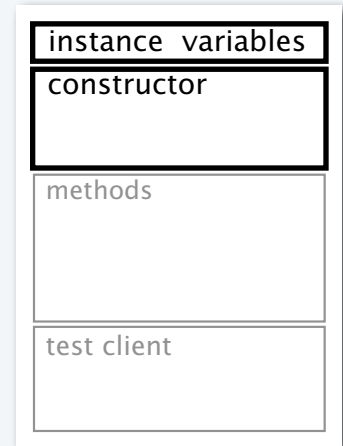 instance variables
constructor
methods
test client